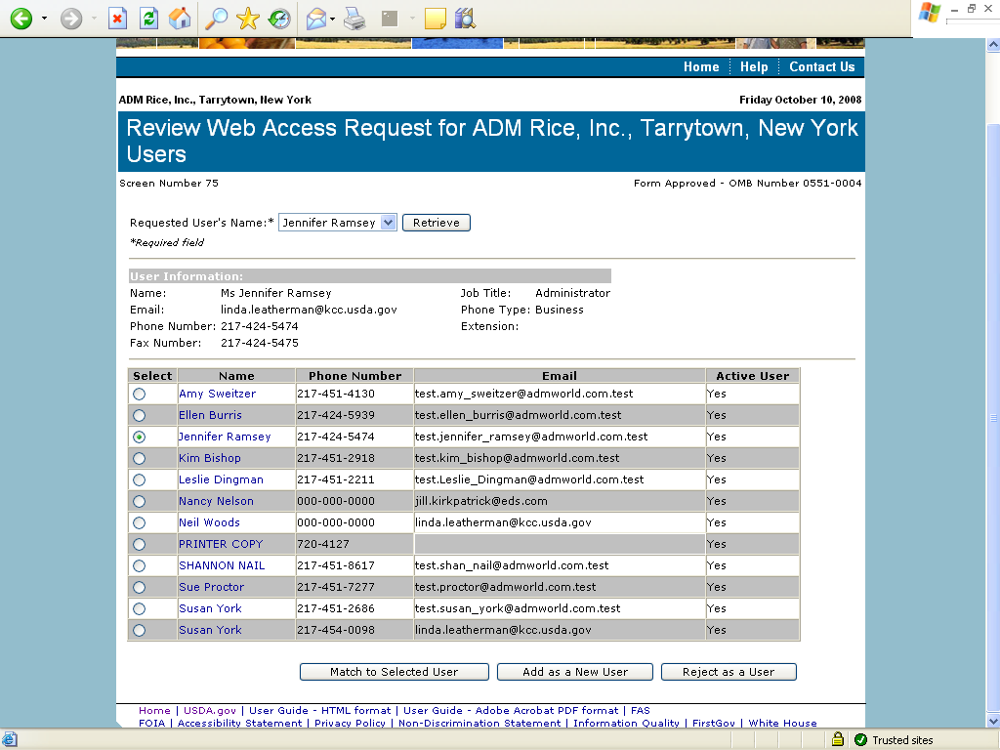 Home | Help | Contact Us
ADM Rice, Inc., Tarrytown, New York Friday October 10, 2008
Review Web Access Request for ADM Rice, Inc., Tarrytown, New York
Users
Screen Number 75 Form Approved - OMB Number 0551-0004
Requested User's Name:* Jennifer Ramsey Retrieve
*Required field
User Information:
Name: Ms Jennifer Ramsey Job Title: Administrator
Email: linda.leatherman@kcc.usda.gov Phone Type: Business
Phone Number: 217-424-5474 Extension:
Fax Number: 217-424-5475
Select Name Phone Number Email Active User
Amy Sweitzer 217-451-4130 test.amy_sweitzer@admworld.com.test Yes
Ellen Burris 217-424-5939 test.ellen_burris@admworld.com.test Yes
Jennifer Ramsey 217-424-5474 test.jennifer_ramsey@admworld.com.test Yes
Kim Bishop 217-451-2918 test.kim_bishop@admworld.com.test Yes
Leslie Dingman 217-451-2211 test.Leslie_Dingman@admworld.com.test Yes
Nancy Nelson 000-000-0000 jill.kirkpatrick@eds.com Yes
Neil Woods 000-000-0000 linda.leatherman@kcc.usda.gov Yes
PRINTER COPY 720-4127 Yes
SHANNON NAIL 217-451-8617 test.shan_nail@admworld.com.test Yes
Sue Proctor 217-451-7277 test.proctor@admworld.com.test Yes
Susan York 217-451-2686 test.susan_york@admworld.com.test Yes
Susan York 217-454-0098 linda.leatherman@kcc.usda.gov Yes
Match to Selected User Add as a New User Reject as a User
Home | USDA.gov | User Guide - HTML format | User Guide - Adobe Acrobat PDF format | FAS
FOIA | Accessibility Statement | Privacy Policy | Non-Discrimination Statement | Information Quality | FirstGov | White House
Trusted sites